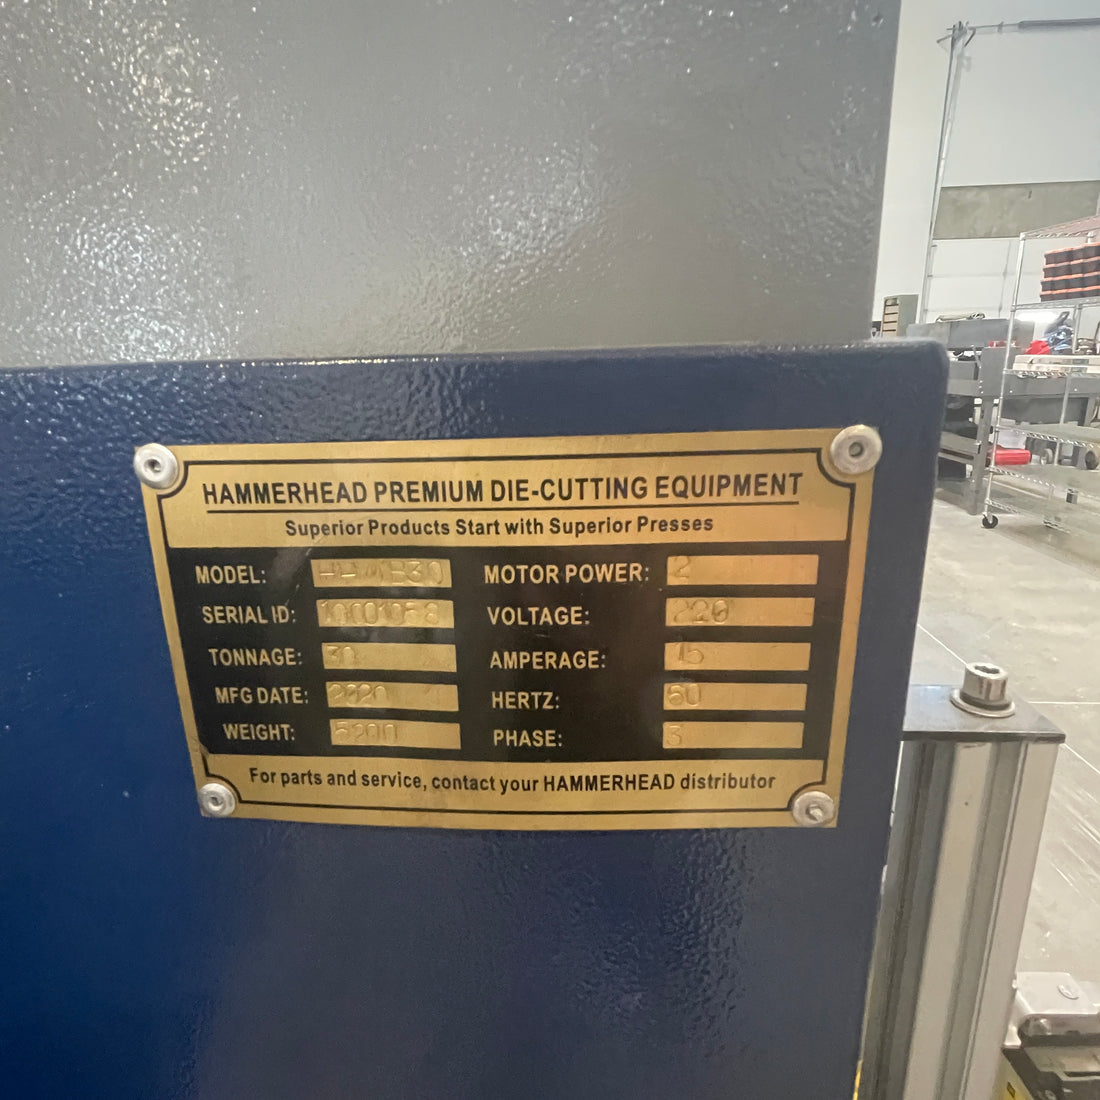 HAMMERHEAD PREMIUM DIE-CUTTING EQUIPMENT
Superior Products Start with Superior Presses
MODEL:
MOTOR POWER: 2
SERIAL ID:
VOLTAGE: 220
TONNAGE: 30
AMPERAGE: 15
MFG DATE: 2020
HERTZ: 60
WEIGHT: 5200
PHASE: 3
For parts and service, contact your HAMMERHEAD distributor